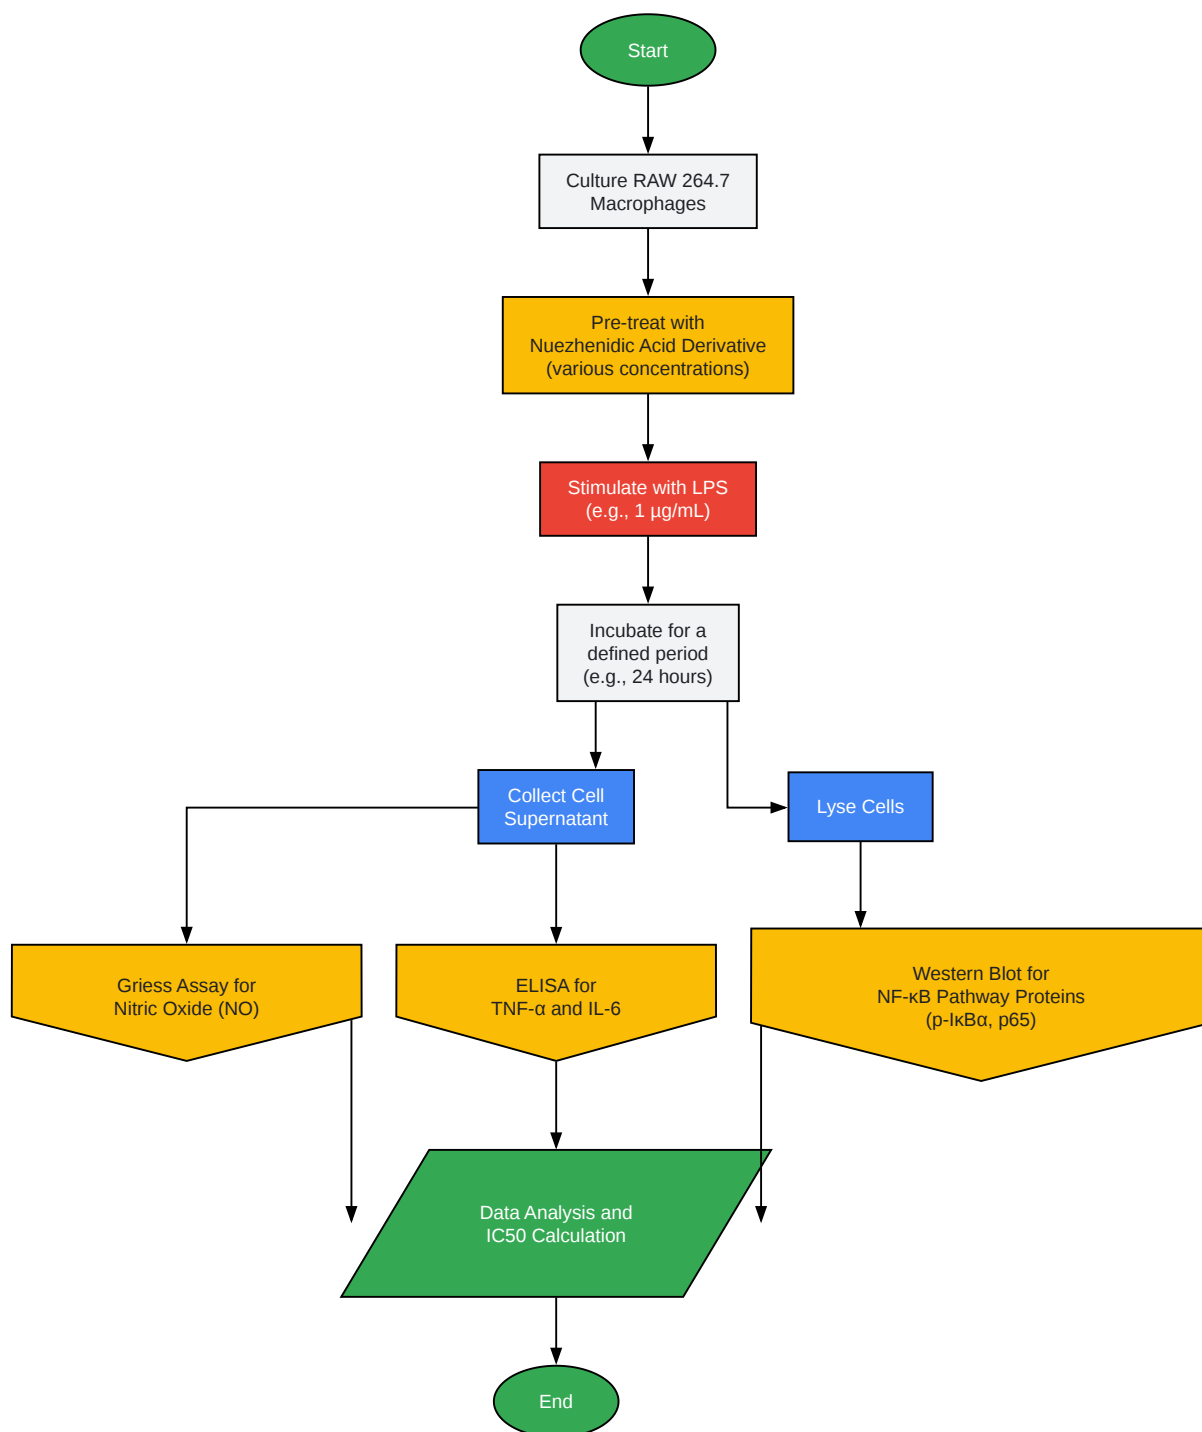 Start
Culture RAW 264.7
Macrophages
Pre-treat with
Nuezhenidic Acid Derivative
(various concentrations)
Stimulate with LPS
(e.g., 1 µg/mL)
Incubate for a
defined period
(e.g., 24 hours)
Collect Cell
Supernatant
Lyse Cells
Griess Assay for
Nitric Oxide (NO)
ELISA for
TNF-α and IL-6
Western Blot for
NF-κB Pathway Proteins
(p-IκBα, p65)
Data Analysis and
IC50 Calculation
End